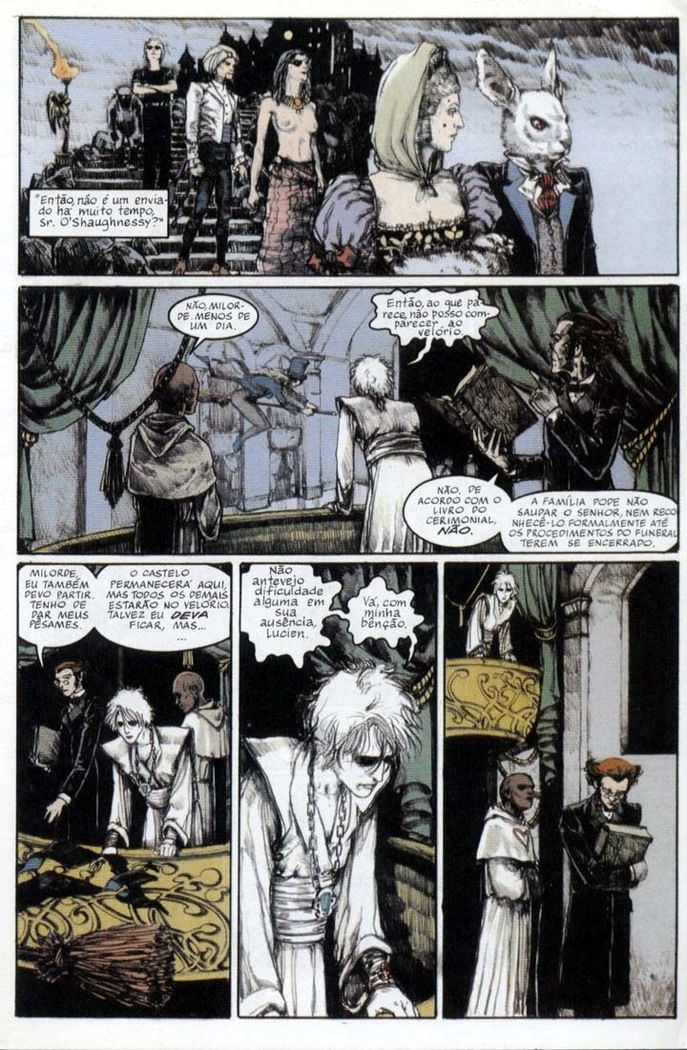 "Então, não é um envia-
do há muito tempo,
Sr. O'Shaughnessy?"
NÃO, MILOR-
DE. MENOS DE
UM DIA.
Então, ao que pa-
rece, não posso com-
parecer ao
velório.
NÃO. DE
ACORDO COM O
LIVRO DO
CERIMONIAL,
NÃO.
A FAMÍLIA PODE NÃO
SAUDAR O SENHOR, NEM RECO
NHECÊ-LO FORMALMENTE ATÉ
OS PROCEDIMENTOS DO FUNERAL
TEREM SE ENCERRADO.
MILORDE,
EU TAMBÉM
DEVO PARTIR.
TENHO DE
DAR MEUS
PÊSAMES.
O CASTELO
PERMANECERÁ AQUI,
MAS TODOS OS DEMAIS
ESTARÃO NO VELÓRIO.
TALVEZ EU DEVA
FICAR, MAS...
...
Não
antevejo
dificuldade
alguma em
sua
ausência,
Lucien.
Vá, com
minha
benção.